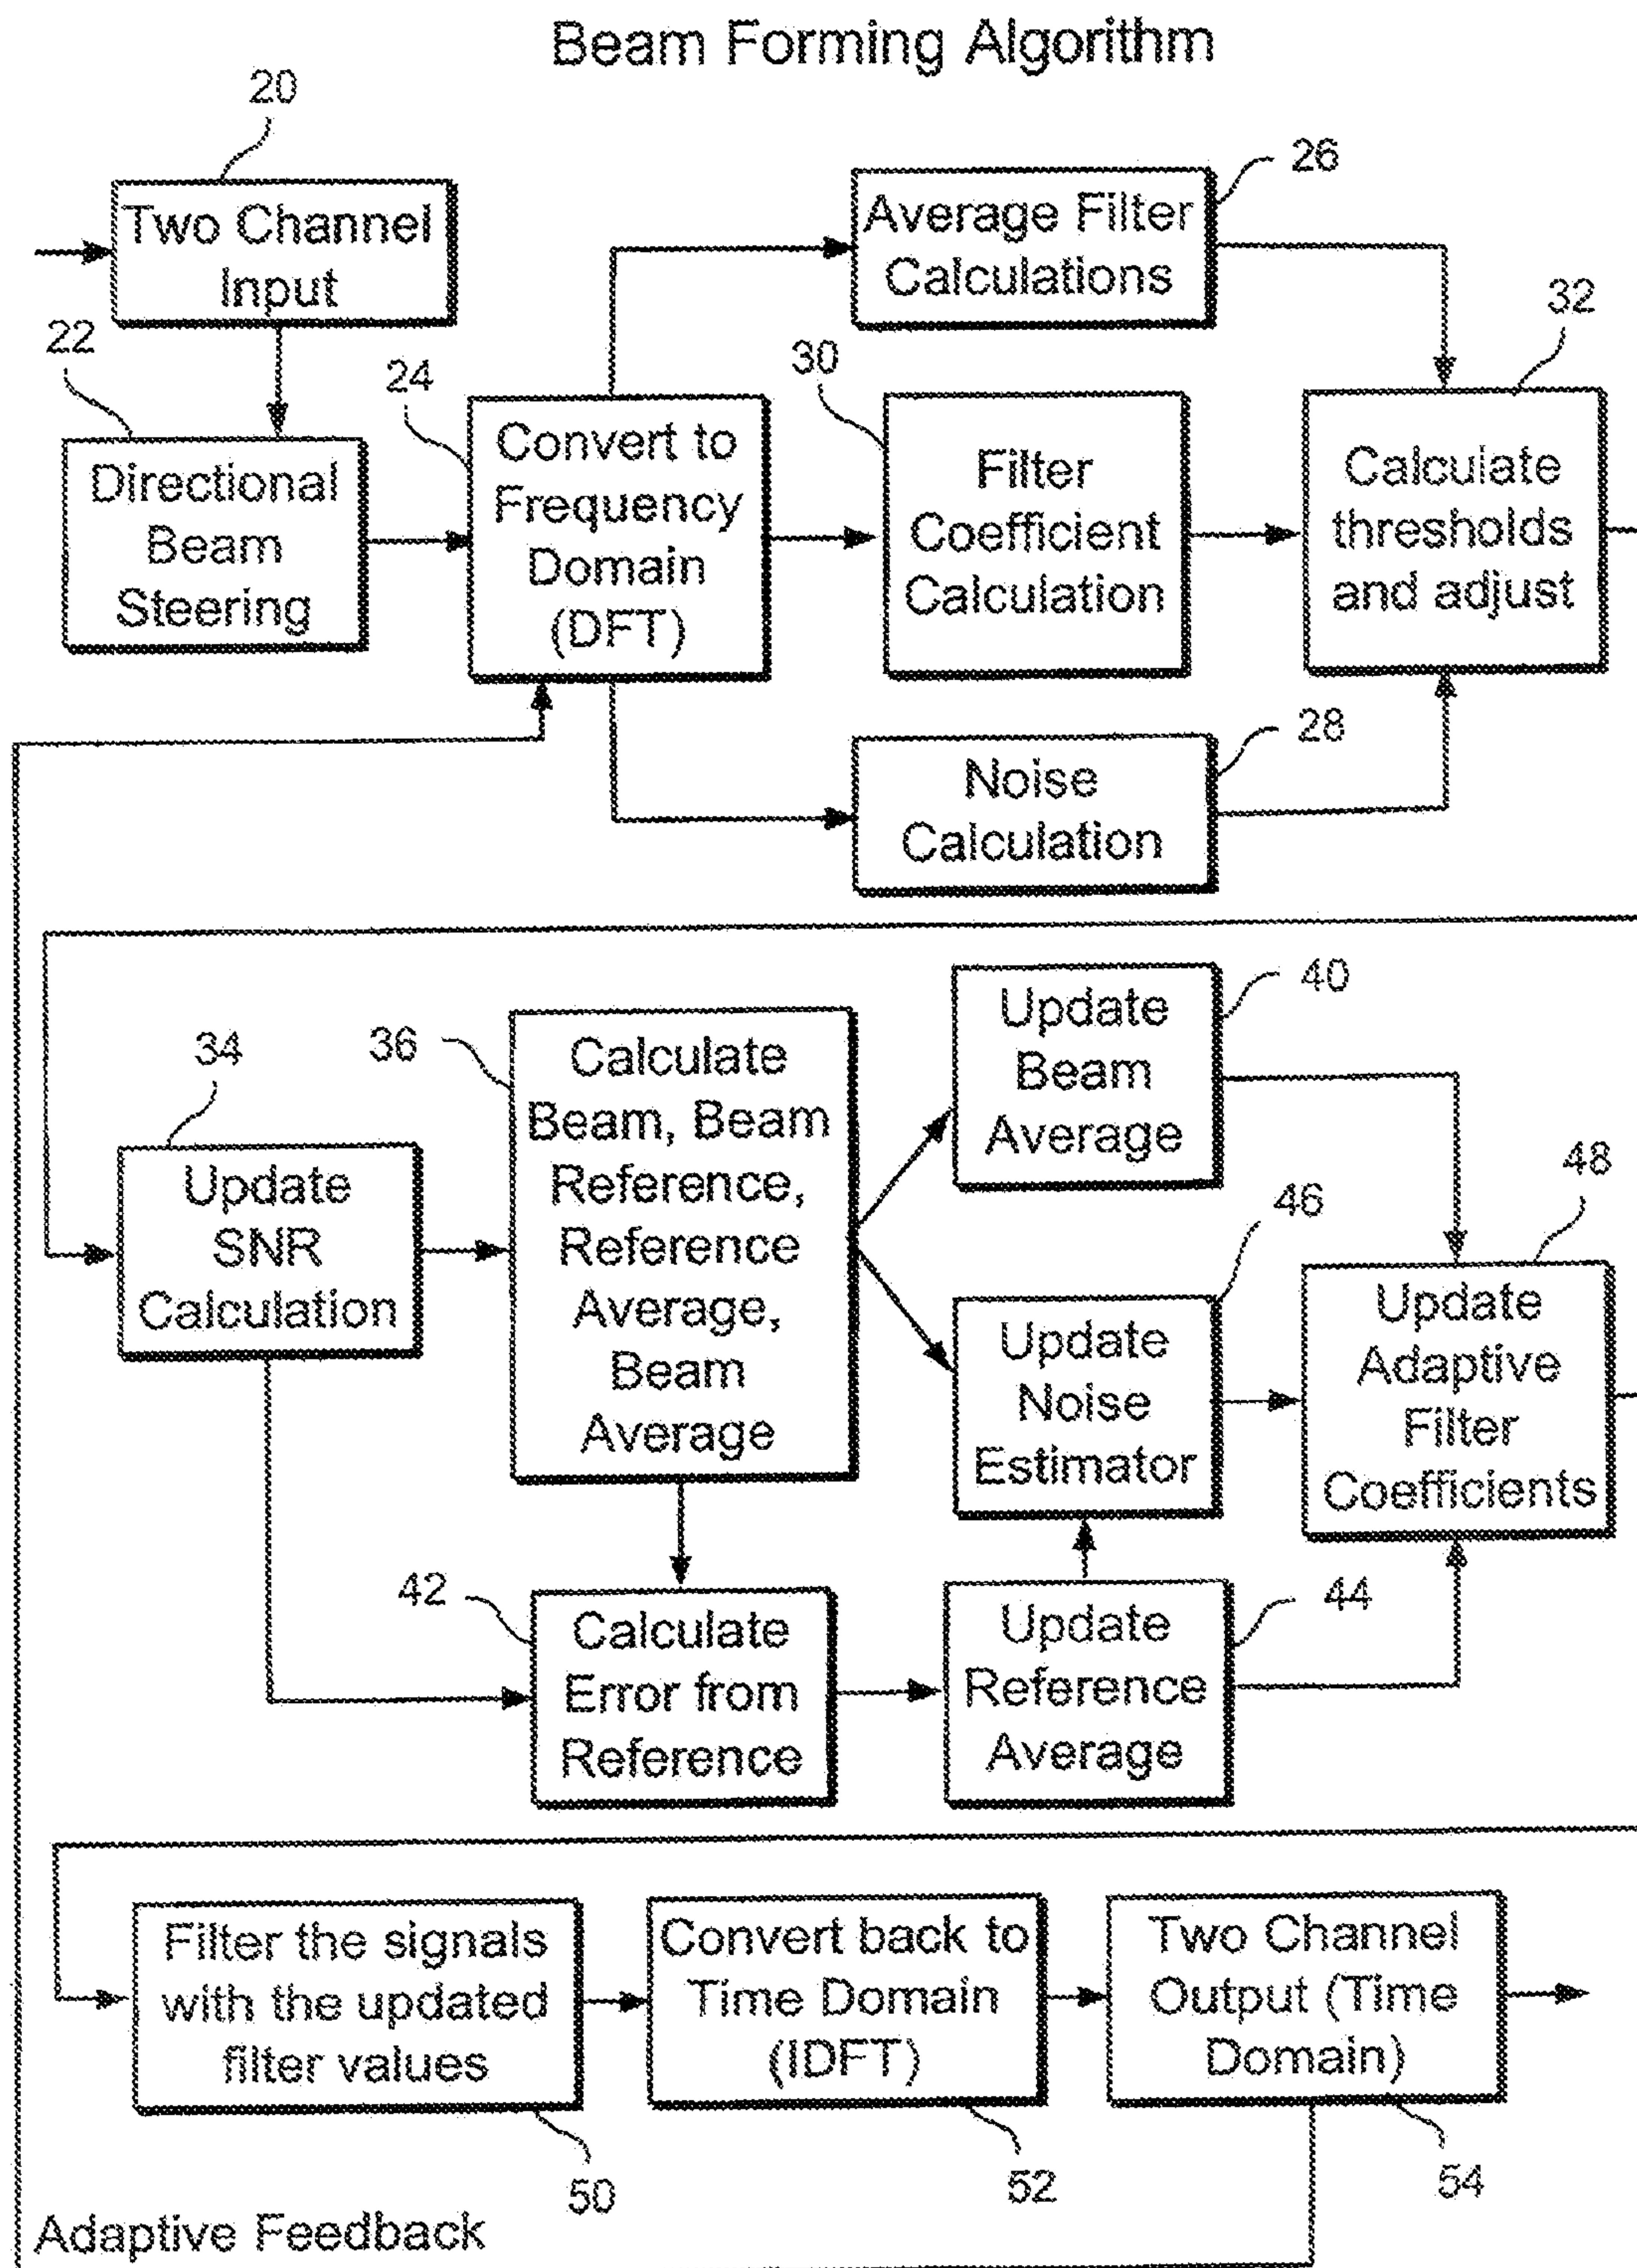 Beam Forming Algorithm
20
Two Channel
Input
22
Directional
Beam
Steering
24
Convert to
Frequency
Domain
(DFT)
26
Average Filter
Calculations
30
Filter
Coefficient
Calculation
32
Calculate
thresholds
and adjust
28
Noise
Calculation
34
Update
SNR
Calculation
36
Calculate
Beam, Beam
Reference,
Reference
Average,
Beam
Average
40
Update
Beam
Average
46
Update
Noise
Estimator
48
Update
Adaptive
Filter
Coefficients
42
Calculate
Error from
Reference
44
Update
Reference
Average
Filter the signals
with the updated
filter values
50
Convert back to
Time Domain
(IDFT)
52
Two Channel
Output (Time
Domain)
54
Adaptive Feedback